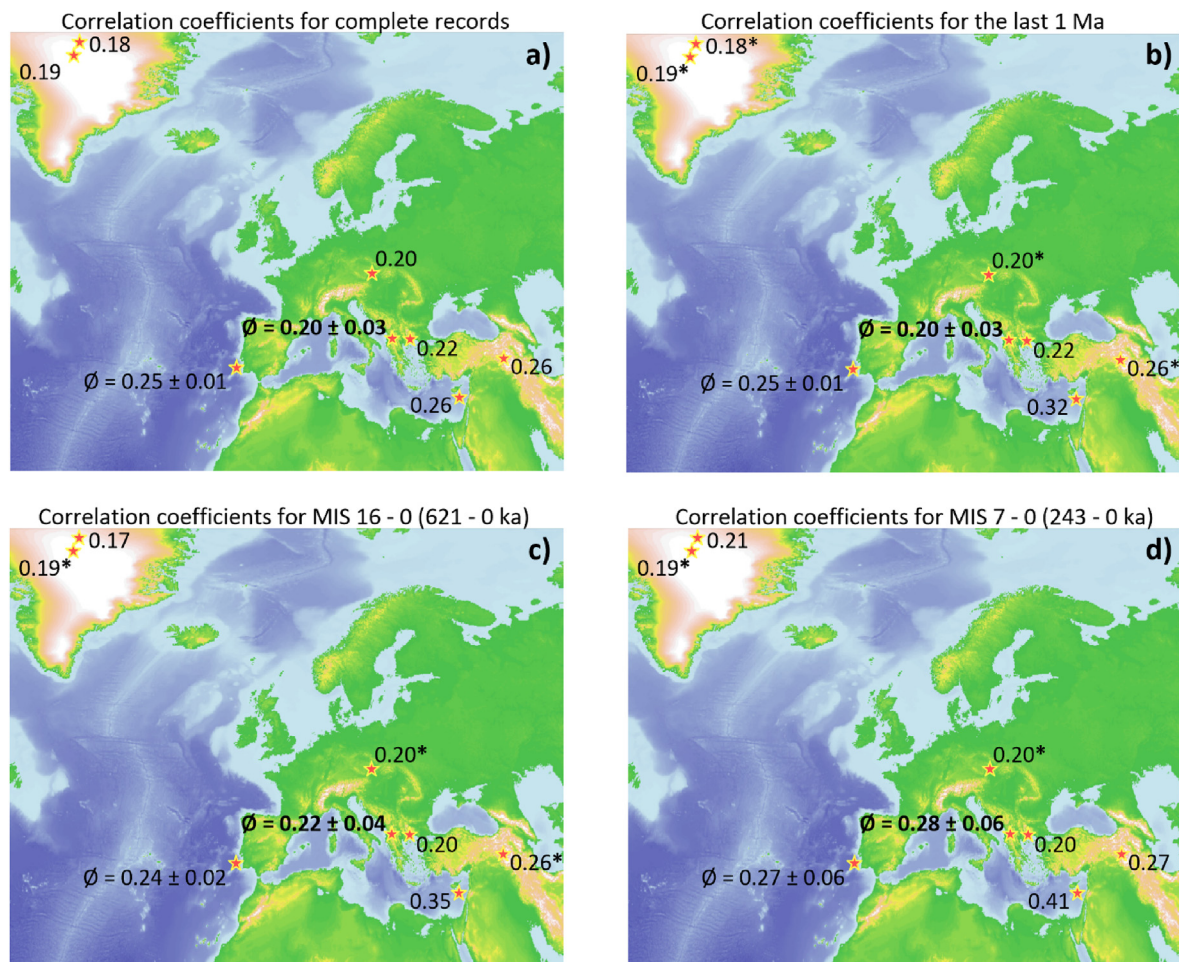 Correlation coefficients for complete records
a)
0.18
0.19
0.20
Ø = 0.20 ± 0.03
0.22
0.26
Ø = 0.25 ± 0.01
0.26
Correlation coefficients for the last 1 Ma
b)
0.18*
0.19*
0.20*
Ø = 0.20 ± 0.03
0.22
0.26*
Ø = 0.25 ± 0.01
0.32
Correlation coefficients for MIS 16 - 0 (621 - 0 ka)
c)
0.17
0.19*
0.20*
Ø = 0.22 ± 0.04
0.20
0.26*
Ø = 0.24 ± 0.02
0.35
Correlation coefficients for MIS 7 - 0 (243 - 0 ka)
d)
0.21
0.19*
0.20*
Ø = 0.28 ± 0.06
0.20
0.27
Ø = 0.27 ± 0.06
0.41